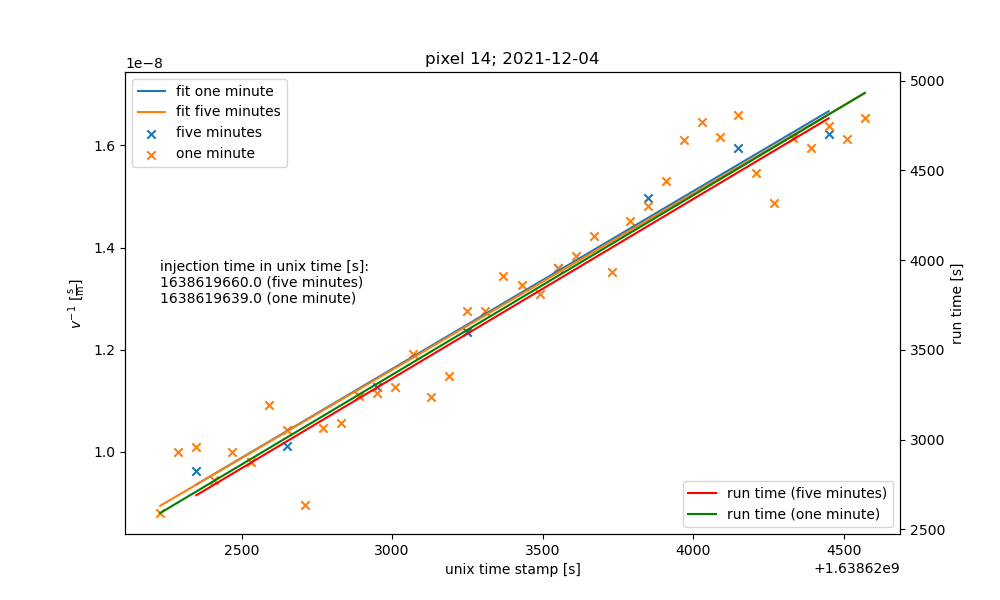 pixel 14; 2021-12-04
1e−8
fit one minute
fit five minutes
five minutes
one minute
injection time in unix time [s]:
1638619660.0 (five minutes)
1638619639.0 (one minute)
v⁻¹ [s/m]
1.6
1.4
1.2
1.0
5000
4500
4000
3500
3000
2500
run time [s]
run time (five minutes)
run time (one minute)
2500
3000
3500
4000
4500
unix time stamp [s]
+1.63862e9